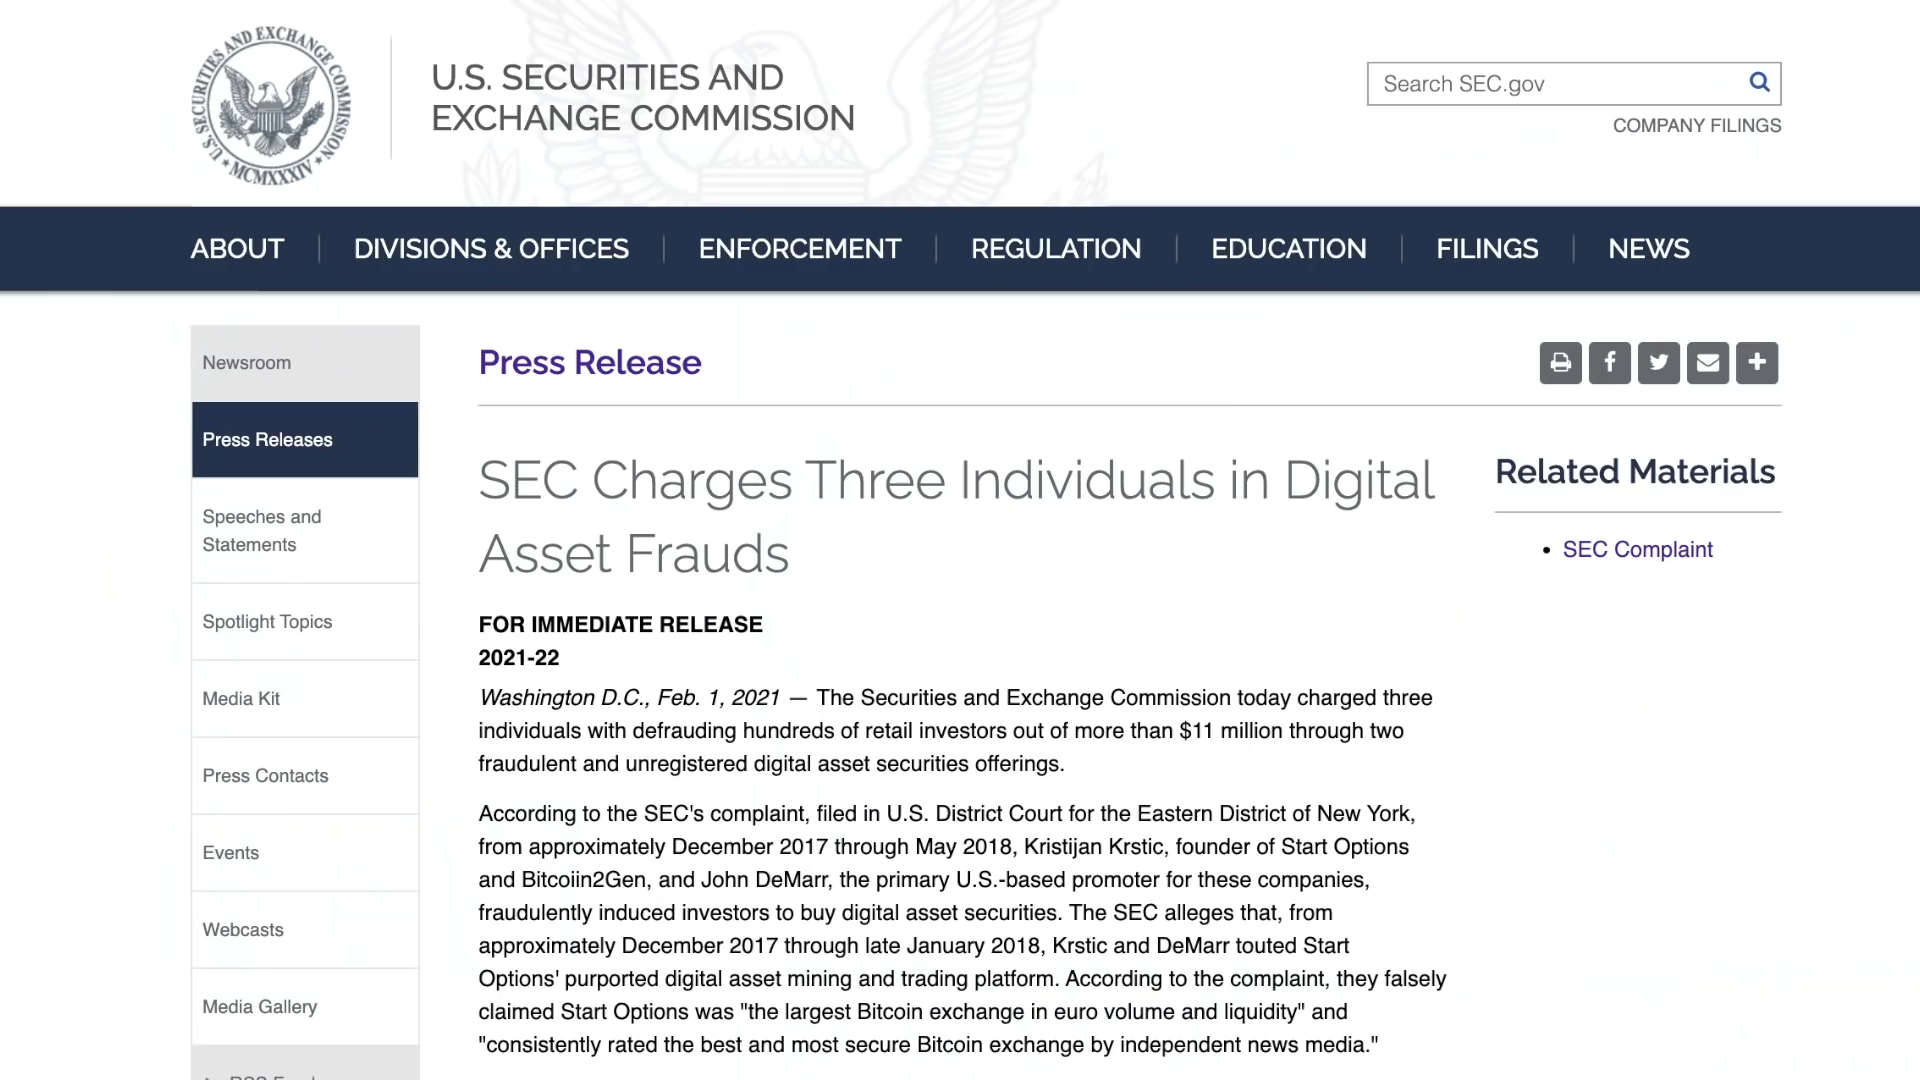 U.S. SECURITIES AND EXCHANGE COMMISSION
MCMXXXIV
U.S. SECURITIES AND
EXCHANGE COMMISSION
Search SEC.gov
COMPANY FILINGS
ABOUT
DIVISIONS & OFFICES
ENFORCEMENT
REGULATION
EDUCATION
FILINGS
NEWS
Newsroom
Press Releases
Speeches and
Statements
Spotlight Topics
Media Kit
Press Contacts
Events
Webcasts
Media Gallery
Press Release
SEC Charges Three Individuals in Digital
Asset Frauds
FOR IMMEDIATE RELEASE
2021-22
Washington D.C., Feb. 1, 2021 — The Securities and Exchange Commission today charged three
individuals with defrauding hundreds of retail investors out of more than $11 million through two
fraudulent and unregistered digital asset securities offerings.
According to the SEC's complaint, filed in U.S. District Court for the Eastern District of New York,
from approximately December 2017 through May 2018, Kristijan Krstic, founder of Start Options
and Bitcoiin2Gen, and John DeMarr, the primary U.S.-based promoter for these companies,
fraudulently induced investors to buy digital asset securities. The SEC alleges that, from
approximately December 2017 through late January 2018, Krstic and DeMarr touted Start
Options' purported digital asset mining and trading platform. According to the complaint, they falsely
claimed Start Options was "the largest Bitcoin exchange in euro volume and liquidity" and
"consistently rated the best and most secure Bitcoin exchange by independent news media."
Related Materials
SEC Complaint